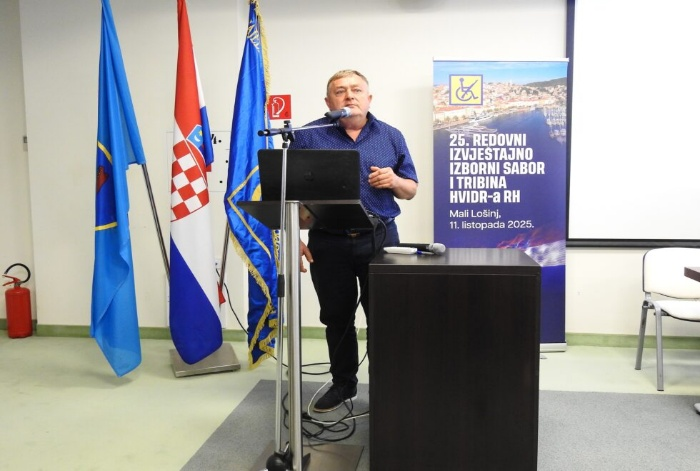 25. REDOVNI
IZVJEŠTAJNO
IZBORNI SABOR
I TRIBINA
HVIDR-a RH
Mali Lošinj,
11. listopada 2025.